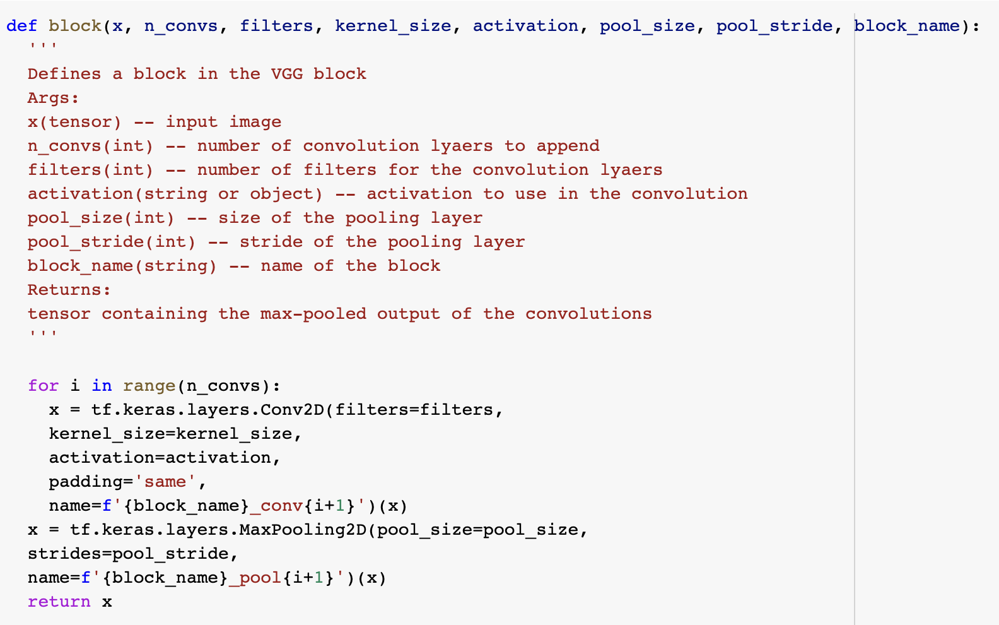 def block(x, n_convs, filters, kernel_size, activation, pool_size, pool_stride, block_name):
  '''
  Defines a block in the VGG block
  Args:
  x(tensor) -- input image
  n_convs(int) -- number of convolution lyaers to append
  filters(int) -- number of filters for the convolution lyaers
  activation(string or object) -- activation to use in the convolution
  pool_size(int) -- size of the pooling layer
  pool_stride(int) -- stride of the pooling layer
  block_name(string) -- name of the block
  Returns:
  tensor containing the max-pooled output of the convolutions
  '''
  for i in range(n_convs):
    x = tf.keras.layers.Conv2D(filters=filters,
    kernel_size=kernel_size,
    activation=activation,
    padding='same',
    name=f'{block_name}_conv{i+1}')(x)
  x = tf.keras.layers.MaxPooling2D(pool_size=pool_size,
  strides=pool_stride,
  name=f'{block_name}_pool{i+1}')(x)
  return x